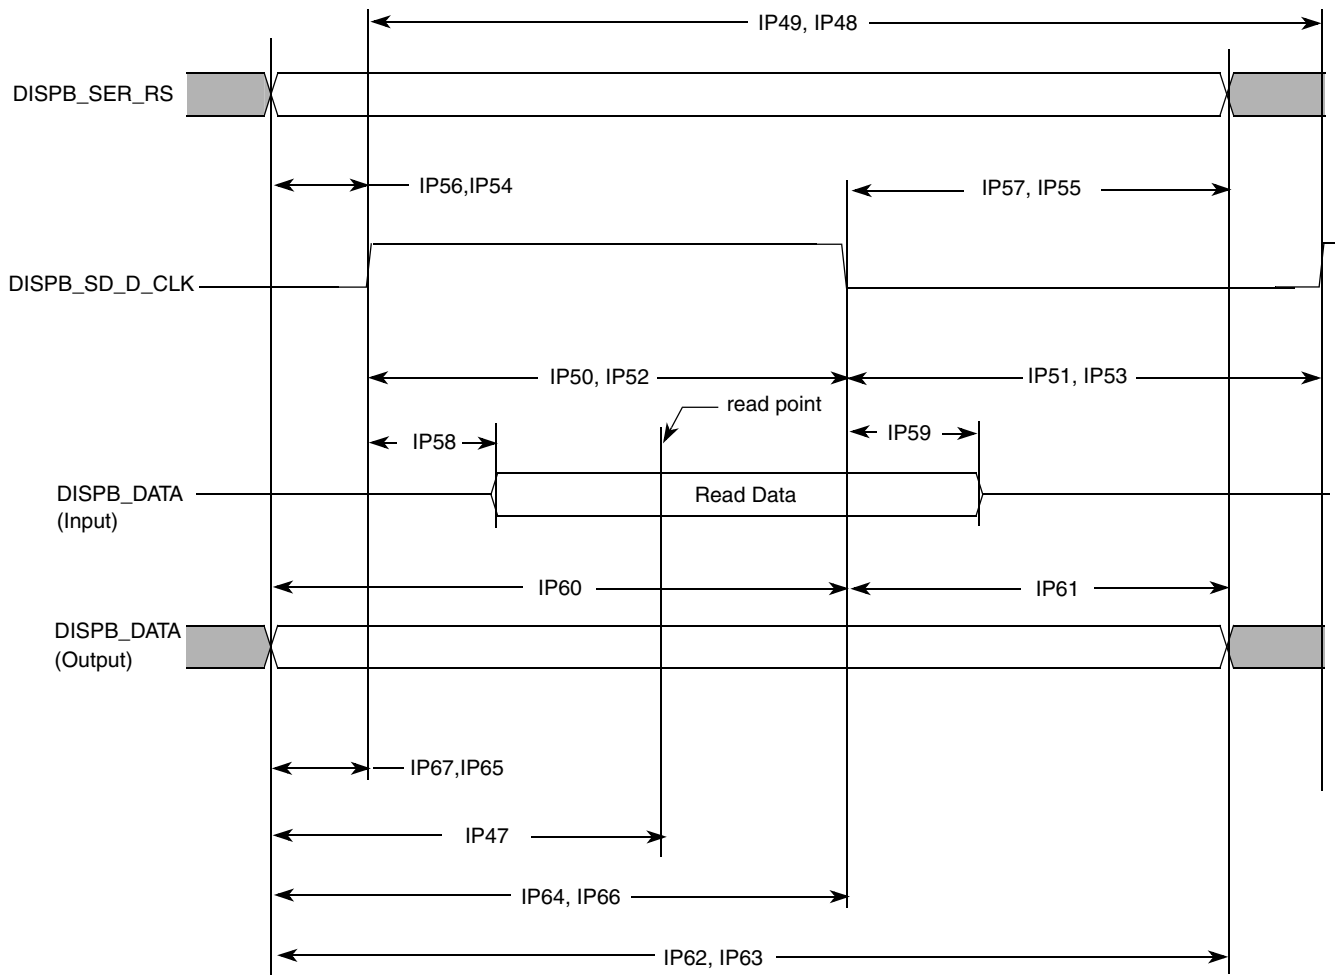 IP49, IP48
DISPB_SER_RS
IP56,IP54
IP57, IP55
DISPB_SD_D_CLK
IP50, IP52
IP51, IP53
read point
IP58
IP59
DISPB_DATA
(Input)
Read Data
IP60
IP61
DISPB_DATA
(Output)
IP67,IP65
IP47
IP64, IP66
IP62, IP63